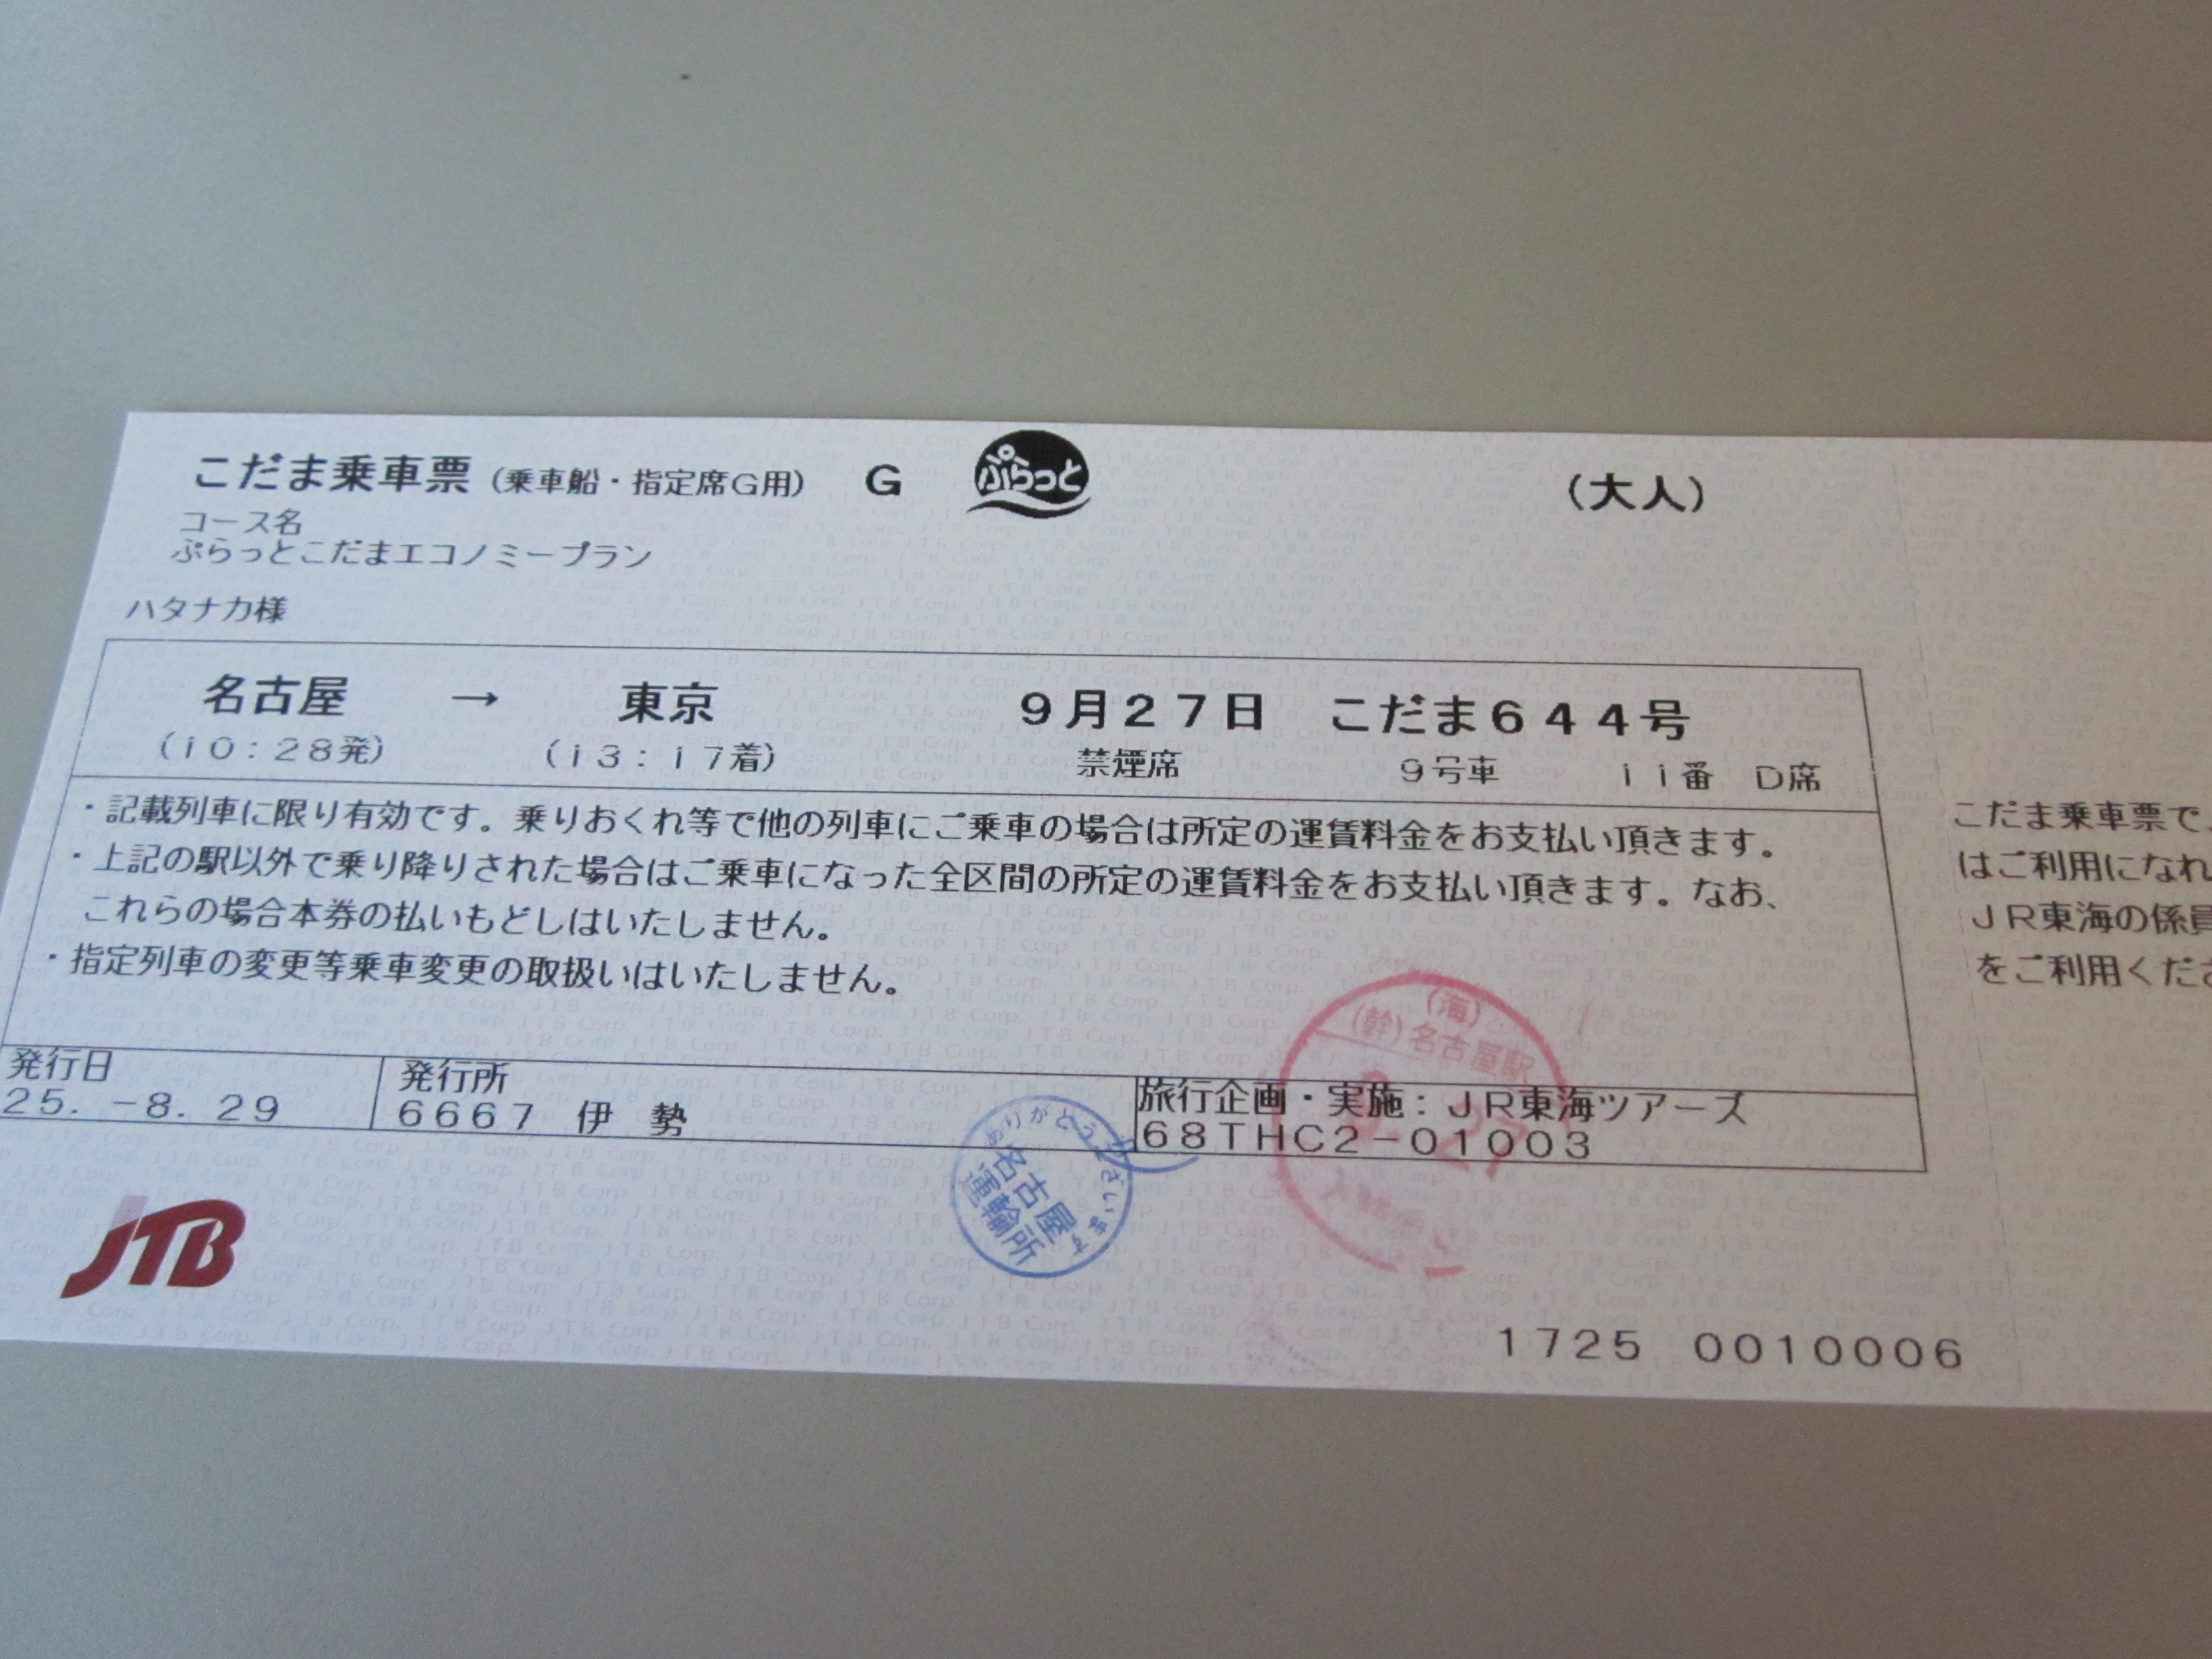 こだま乗車票（乗車船・指定席G用） G ぷらっと （大人）
コース名
ぷらっとこだまエコノミープラン
ハタナカ様
名古屋 → 東京 9月27日 こだま644号
（10：28発） （13：17着） 禁煙席 9号車 11番 D席
・記載列車に限り有効です。乗りおくれ等で他の列車にご乗車の場合は所定の運賃料金をお支払い頂きます。
・上記の駅以外で乗り降りされた場合はご乗車になった全区間の所定の運賃料金をお支払い頂きます。なお、
これらの場合本券の払いもどしはいたしません。
・指定列車の変更等乗車変更の取扱いはいたしません。
こだま乗車票で
はご利用になれ
JR東海の係員
をご利用くださ
(海)
(幹)名古屋駅
27
発行日
25.-8.29
発行所
6667 伊 勢
旅行企画・実施：JR東海ツアーズ
68THC2-01003
ありがとうございます
名古屋
運輸所
JTB
1725 0010006